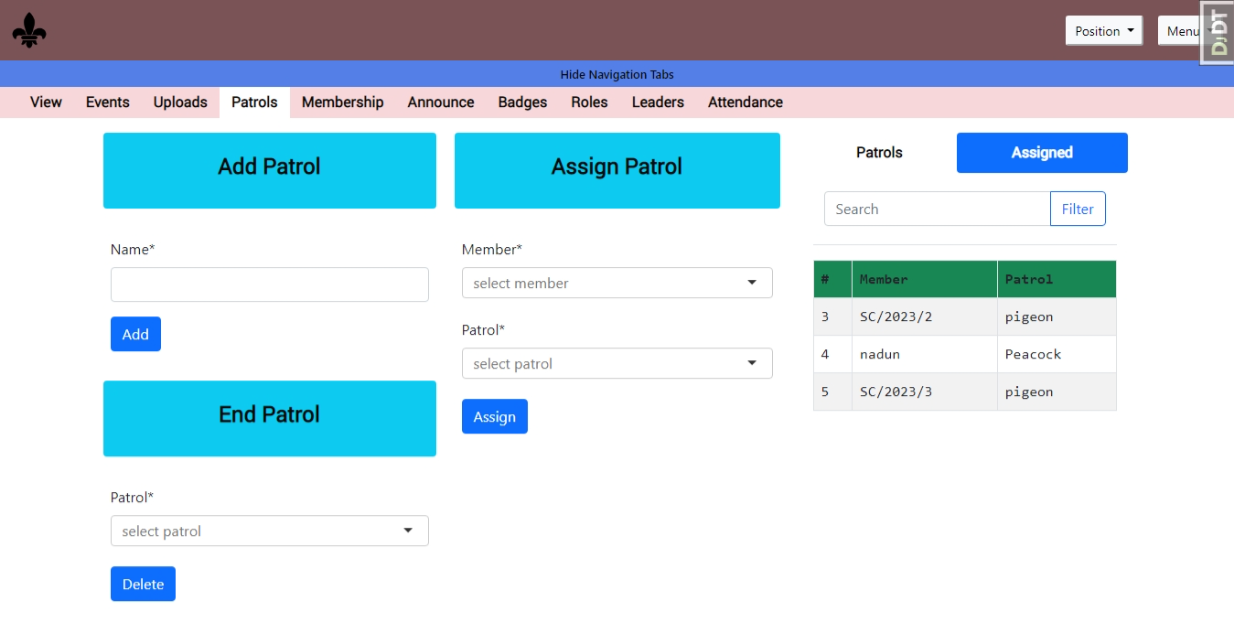 Position
Menu
DjDT
Hide Navigation Tabs
View Events Uploads Patrols Membership Announce Badges Roles Leaders Attendance
Add Patrol
Name*
Add
End Patrol
Patrol*
select patrol
Delete
Assign Patrol
Member*
select member
Patrol*
select patrol
Assign
Patrols Assigned
Search Filter
# Member Patrol
3 SC/2023/2 pigeon
4 nadun Peacock
5 SC/2023/3 pigeon